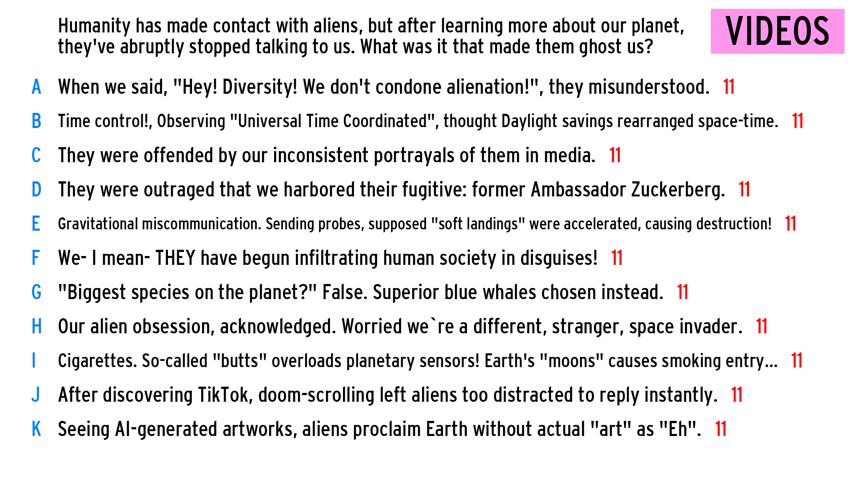 Humanity has made contact with aliens, but after learning more about our planet,
they've abruptly stopped talking to us. What was it that made them ghost us?
VIDEOS
A When we said, "Hey! Diversity! We don't condone alienation!", they misunderstood. 11
B Time control!, Observing "Universal Time Coordinated", thought Daylight savings rearranged space-time. 11
C They were offended by our inconsistent portrayals of them in media. 11
D They were outraged that we harbored their fugitive: former Ambassador Zuckerberg. 11
E Gravitational miscommunication. Sending probes, supposed "soft landings" were accelerated, causing destruction! 11
F We- I mean- THEY have begun infiltrating human society in disguises! 11
G "Biggest species on the planet?" False. Superior blue whales chosen instead. 11
H Our alien obsession, acknowledged. Worried we`re a different, stranger, space invader. 11
I Cigarettes. So-called "butts" overloads planetary sensors! Earth's "moons" causes smoking entry... 11
J After discovering TikTok, doom-scrolling left aliens too distracted to reply instantly. 11
K Seeing AI-generated artworks, aliens proclaim Earth without actual "art" as "Eh". 11